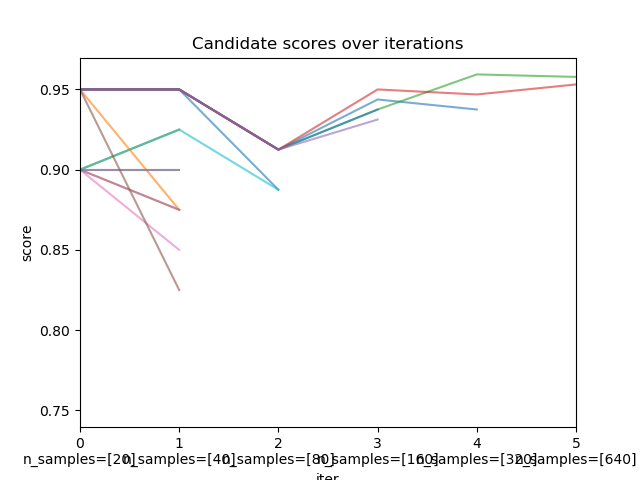 Candidate scores over iterations
score
0.95
0.90
0.85
0.80
0.75
0 1 2 3 4 5
n_samples=[20] n_samples=[40] n_samples=[80] n_samples=[160] n_samples=[320] n_samples=[640]
iter